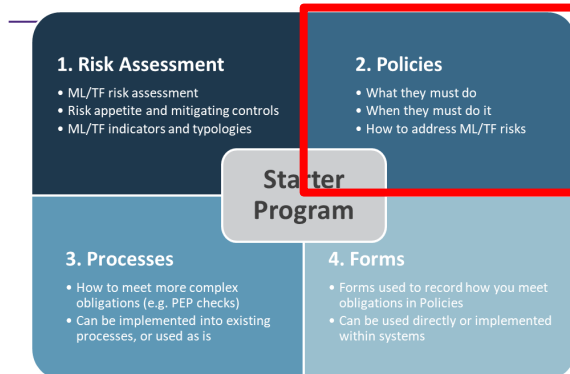 1. Risk Assessment
• ML/TF risk assessment
• Risk appetite and mitigating controls
• ML/TF indicators and typologies
2. Policies
• What they must do
• When they must do it
• How to address ML/TF risks
Starter
Program
3. Processes
• How to meet more complex
obligations (e.g. PEP checks)
• Can be implemented into existing
processes, or used as is
4. Forms
• Forms used to record how you meet
obligations in Policies
• Can be used directly or implemented
within systems